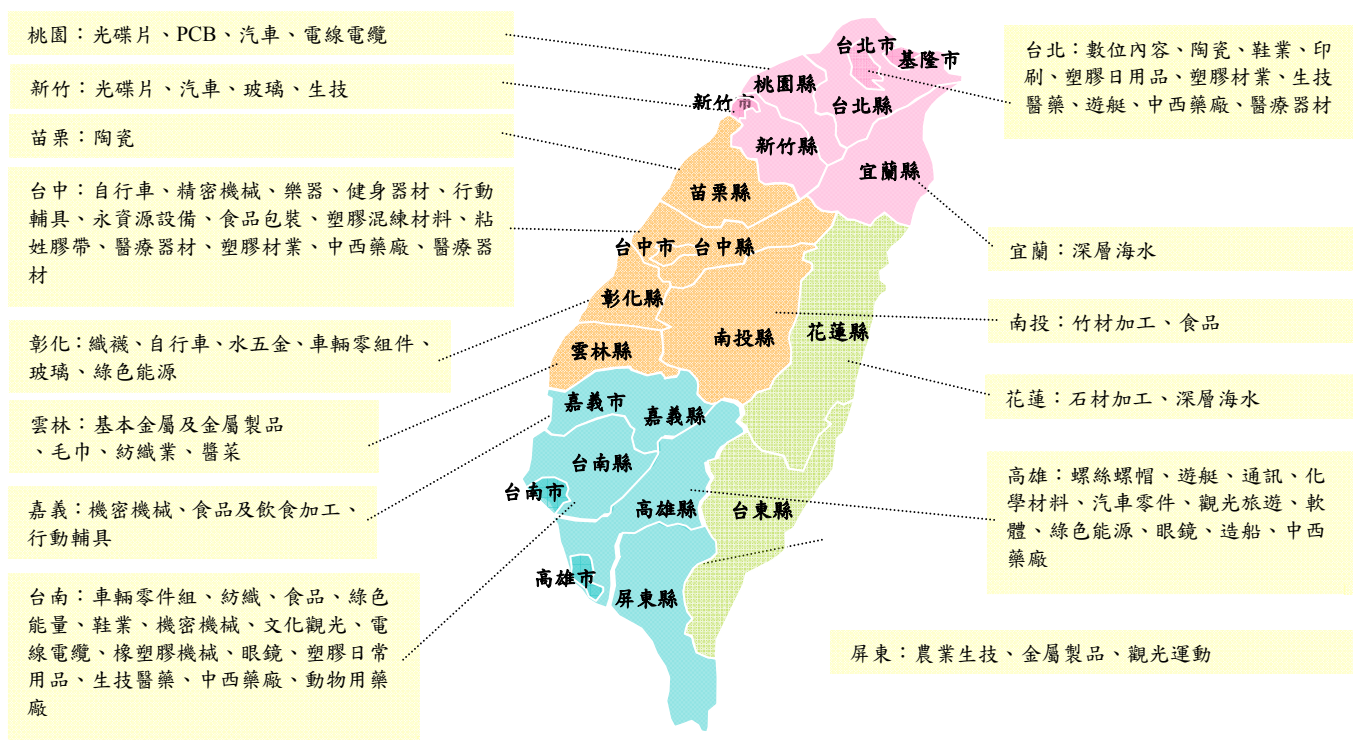 桃園：光碟片、PCB、汽車、電線電纜
新竹：光碟片、汽車、玻璃、生技
苗栗：陶瓷
台中：自行車、精密機械、樂器、健身器材、行動
輔具、永資源設備、食品包裝、塑膠混練材料、粘
姓膠帶、醫療器材、塑膠材業、中西藥廠、醫療器
材
彰化：織襪、自行車、水五金、車輛零組件、
玻璃、綠色能源
雲林：基本金屬及金屬製品
、毛巾、紡織業、醬菜
嘉義：機密機械、食品及飲食加工、
行動輔具
台南：車輛零件組、紡織、食品、綠色
能量、鞋業、機密機械、文化觀光、電
線電纜、橡塑膠機械、眼鏡、塑膠日常
用品、生技醫藥、中西藥廠、動物用藥
廠
台北市
基隆市
桃園縣
新竹市
台北縣
新竹縣
宜蘭縣
苗栗縣
台中市
台中縣
彰化縣
南投縣
花蓮縣
雲林縣
嘉義市
嘉義縣
台南縣
台南市
高雄縣
台東縣
高雄市
屏東縣
台北：數位內容、陶瓷、鞋業、印
刷、塑膠日用品、塑膠材業、生技
醫藥、遊艇、中西藥廠、醫療器材
宜蘭：深層海水
南投：竹材加工、食品
花蓮：石材加工、深層海水
高雄：螺絲螺帽、遊艇、通訊、化
學材料、汽車零件、觀光旅遊、軟
體、綠色能源、眼鏡、造船、中西
藥廠
屏東：農業生技、金屬製品、觀光運動